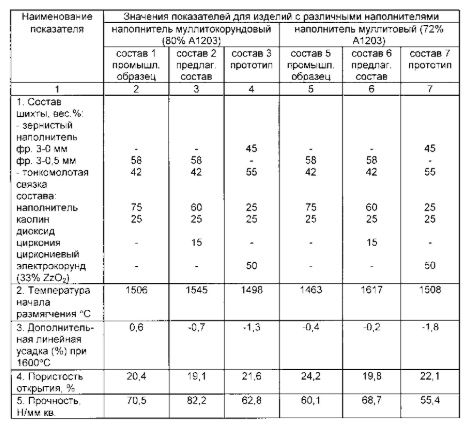 Наименование показателя
Значения показателей для изделий с различными наполнителями
наполнитель муллитокорундовый (80% А1203)
наполнитель муллитовый (72% А1203)
состав 1 промышл. образец
состав 2 предлаг. состав
состав 3 прототип
состав 5 промышл. образец
состав 6 предлаг. состав
состав 7 прототип
1 2 3 4 5 6 7
1. Состав
шихты, вес.%:
- зернистый
наполнитель
фр. 3-0 мм - - 45 - - 45
фр. 3-0,5 мм 58 58 - 58 58 -
- тонкомолотая 42 42 55 42 42 55
связка
состава:
наполнитель 75 60 25 75 60 25
каолин 25 25 25 25 25 25
диоксид
циркония - 15 - - 15 -
циркониевый
электрокорунд - - 50 - - 50
(33% ZzO₂)
2. Температура 1506 1545 1498 1463 1617 1508
начала
размягчения °С
3. Дополнитель- 0,6 -0,7 -1,3 -0,4 -0,2 -1,8
ная линейная
усадка (%) при
1600°С
4. Пористость 20,4 19,1 21,6 24,2 19,8 22,1
открытия, %
5. Прочность, 70,5 82,2 62,8 60,1 68,7 55,4
Н/мм кв.